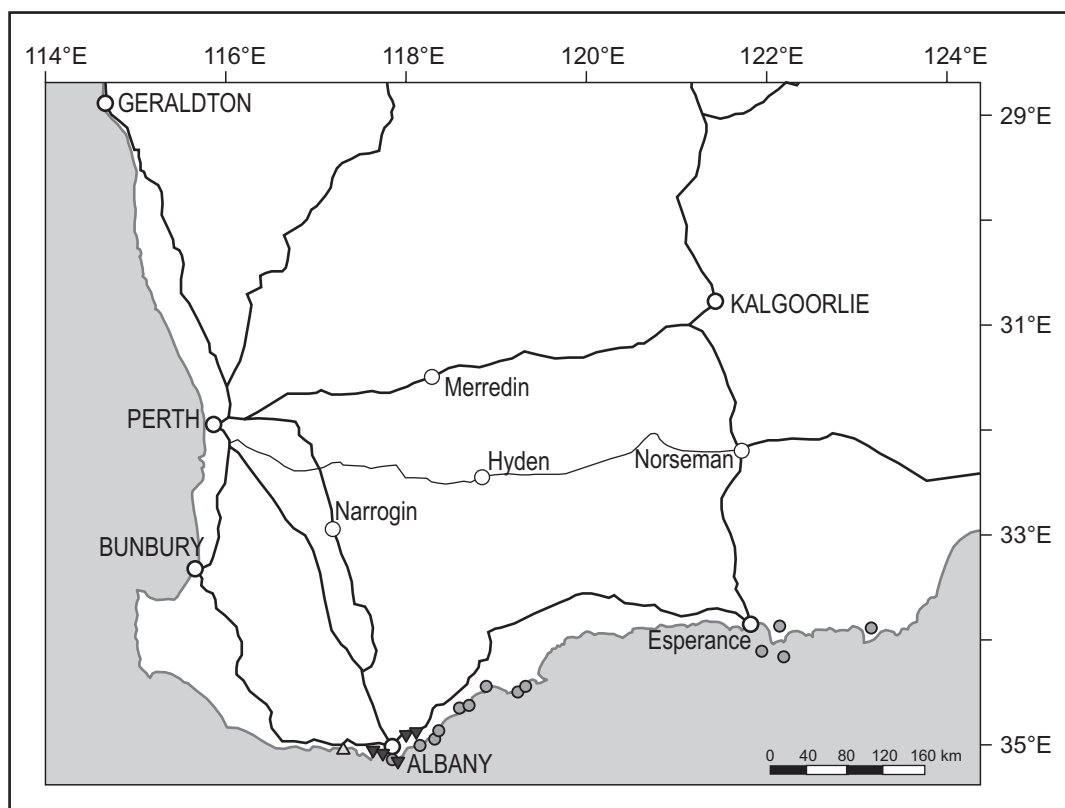 114°E 116°E 118°E 120°E 122°E 124°E
GERALDTON
29°E
KALGOORLIE
31°E
Merredin
PERTH
Hyden
Norseman
Narrogin
33°E
BUNBURY
Esperance
35°E
ALBANY
0 40 80 120 160 km